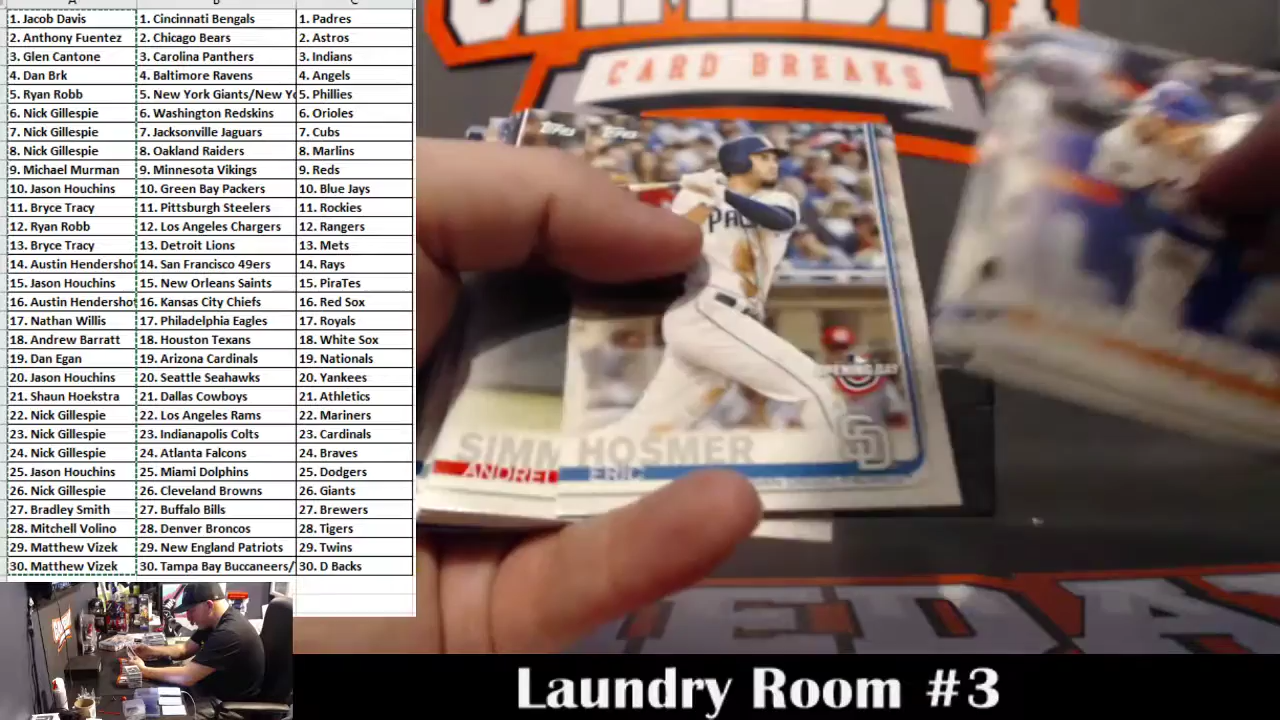 A B C
1. Jacob Davis 1. Cincinnati Bengals 1. Padres
2. Anthony Fuentez 2. Chicago Bears 2. Astros
3. Glen Cantone 3. Carolina Panthers 3. Indians
4. Dan Brk 4. Baltimore Ravens 4. Angels
5. Ryan Robb 5. New York Giants/New Yo 5. Phillies
6. Nick Gillespie 6. Washington Redskins 6. Orioles
7. Nick Gillespie 7. Jacksonville Jaguars 7. Cubs
8. Nick Gillespie 8. Oakland Raiders 8. Marlins
9. Michael Murman 9. Minnesota Vikings 9. Reds
10. Jason Houchins 10. Green Bay Packers 10. Blue Jays
11. Bryce Tracy 11. Pittsburgh Steelers 11. Rockies
12. Ryan Robb 12. Los Angeles Chargers 12. Rangers
13. Bryce Tracy 13. Detroit Lions 13. Mets
14. Austin Hendershot 14. San Francisco 49ers 14. Rays
15. Jason Houchins 15. New Orleans Saints 15. PiraTes
16. Austin Hendershot 16. Kansas City Chiefs 16. Red Sox
17. Nathan Willis 17. Philadelphia Eagles 17. Royals
18. Andrew Barratt 18. Houston Texans 18. White Sox
19. Dan Egan 19. Arizona Cardinals 19. Nationals
20. Jason Houchins 20. Seattle Seahawks 20. Yankees
21. Shaun Hoekstra 21. Dallas Cowboys 21. Athletics
22. Nick Gillespie 22. Los Angeles Rams 22. Mariners
23. Nick Gillespie 23. Indianapolis Colts 23. Cardinals
24. Nick Gillespie 24. Atlanta Falcons 24. Braves
25. Jason Houchins 25. Miami Dolphins 25. Dodgers
26. Nick Gillespie 26. Cleveland Browns 26. Giants
27. Bradley Smith 27. Buffalo Bills 27. Brewers
28. Mitchell Volino 28. Denver Broncos 28. Tigers
29. Matthew Vizek 29. New England Patriots 29. Twins
30. Matthew Vizek 30. Tampa Bay Buccaneers/ 30. D Backs
CARD BREAKS
Topps Topps
PAD
OPENING DAY
SD
SIMM HOSMER
ANDREL ERIC
Laundry Room #3